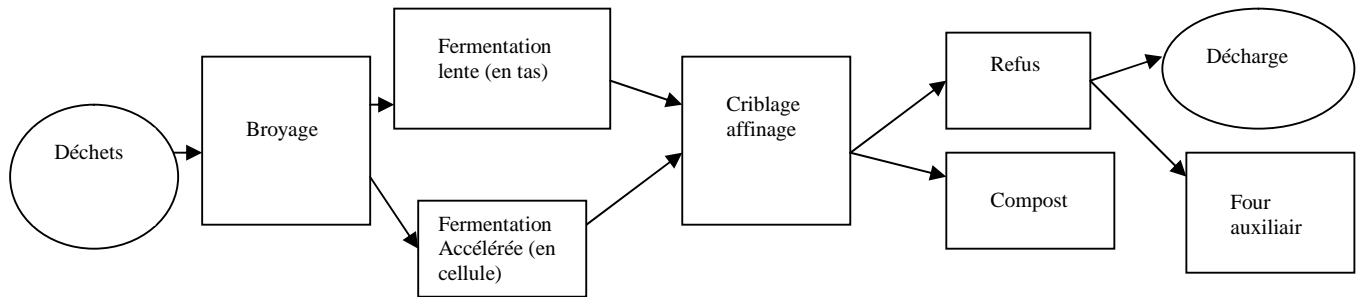 Déchets
Broyage
Fermentation
lente (en tas)
Fermentation
Accélérée (en
cellule)
Criblage
affinage
Refus
Compost
Décharge
Four
auxiliair